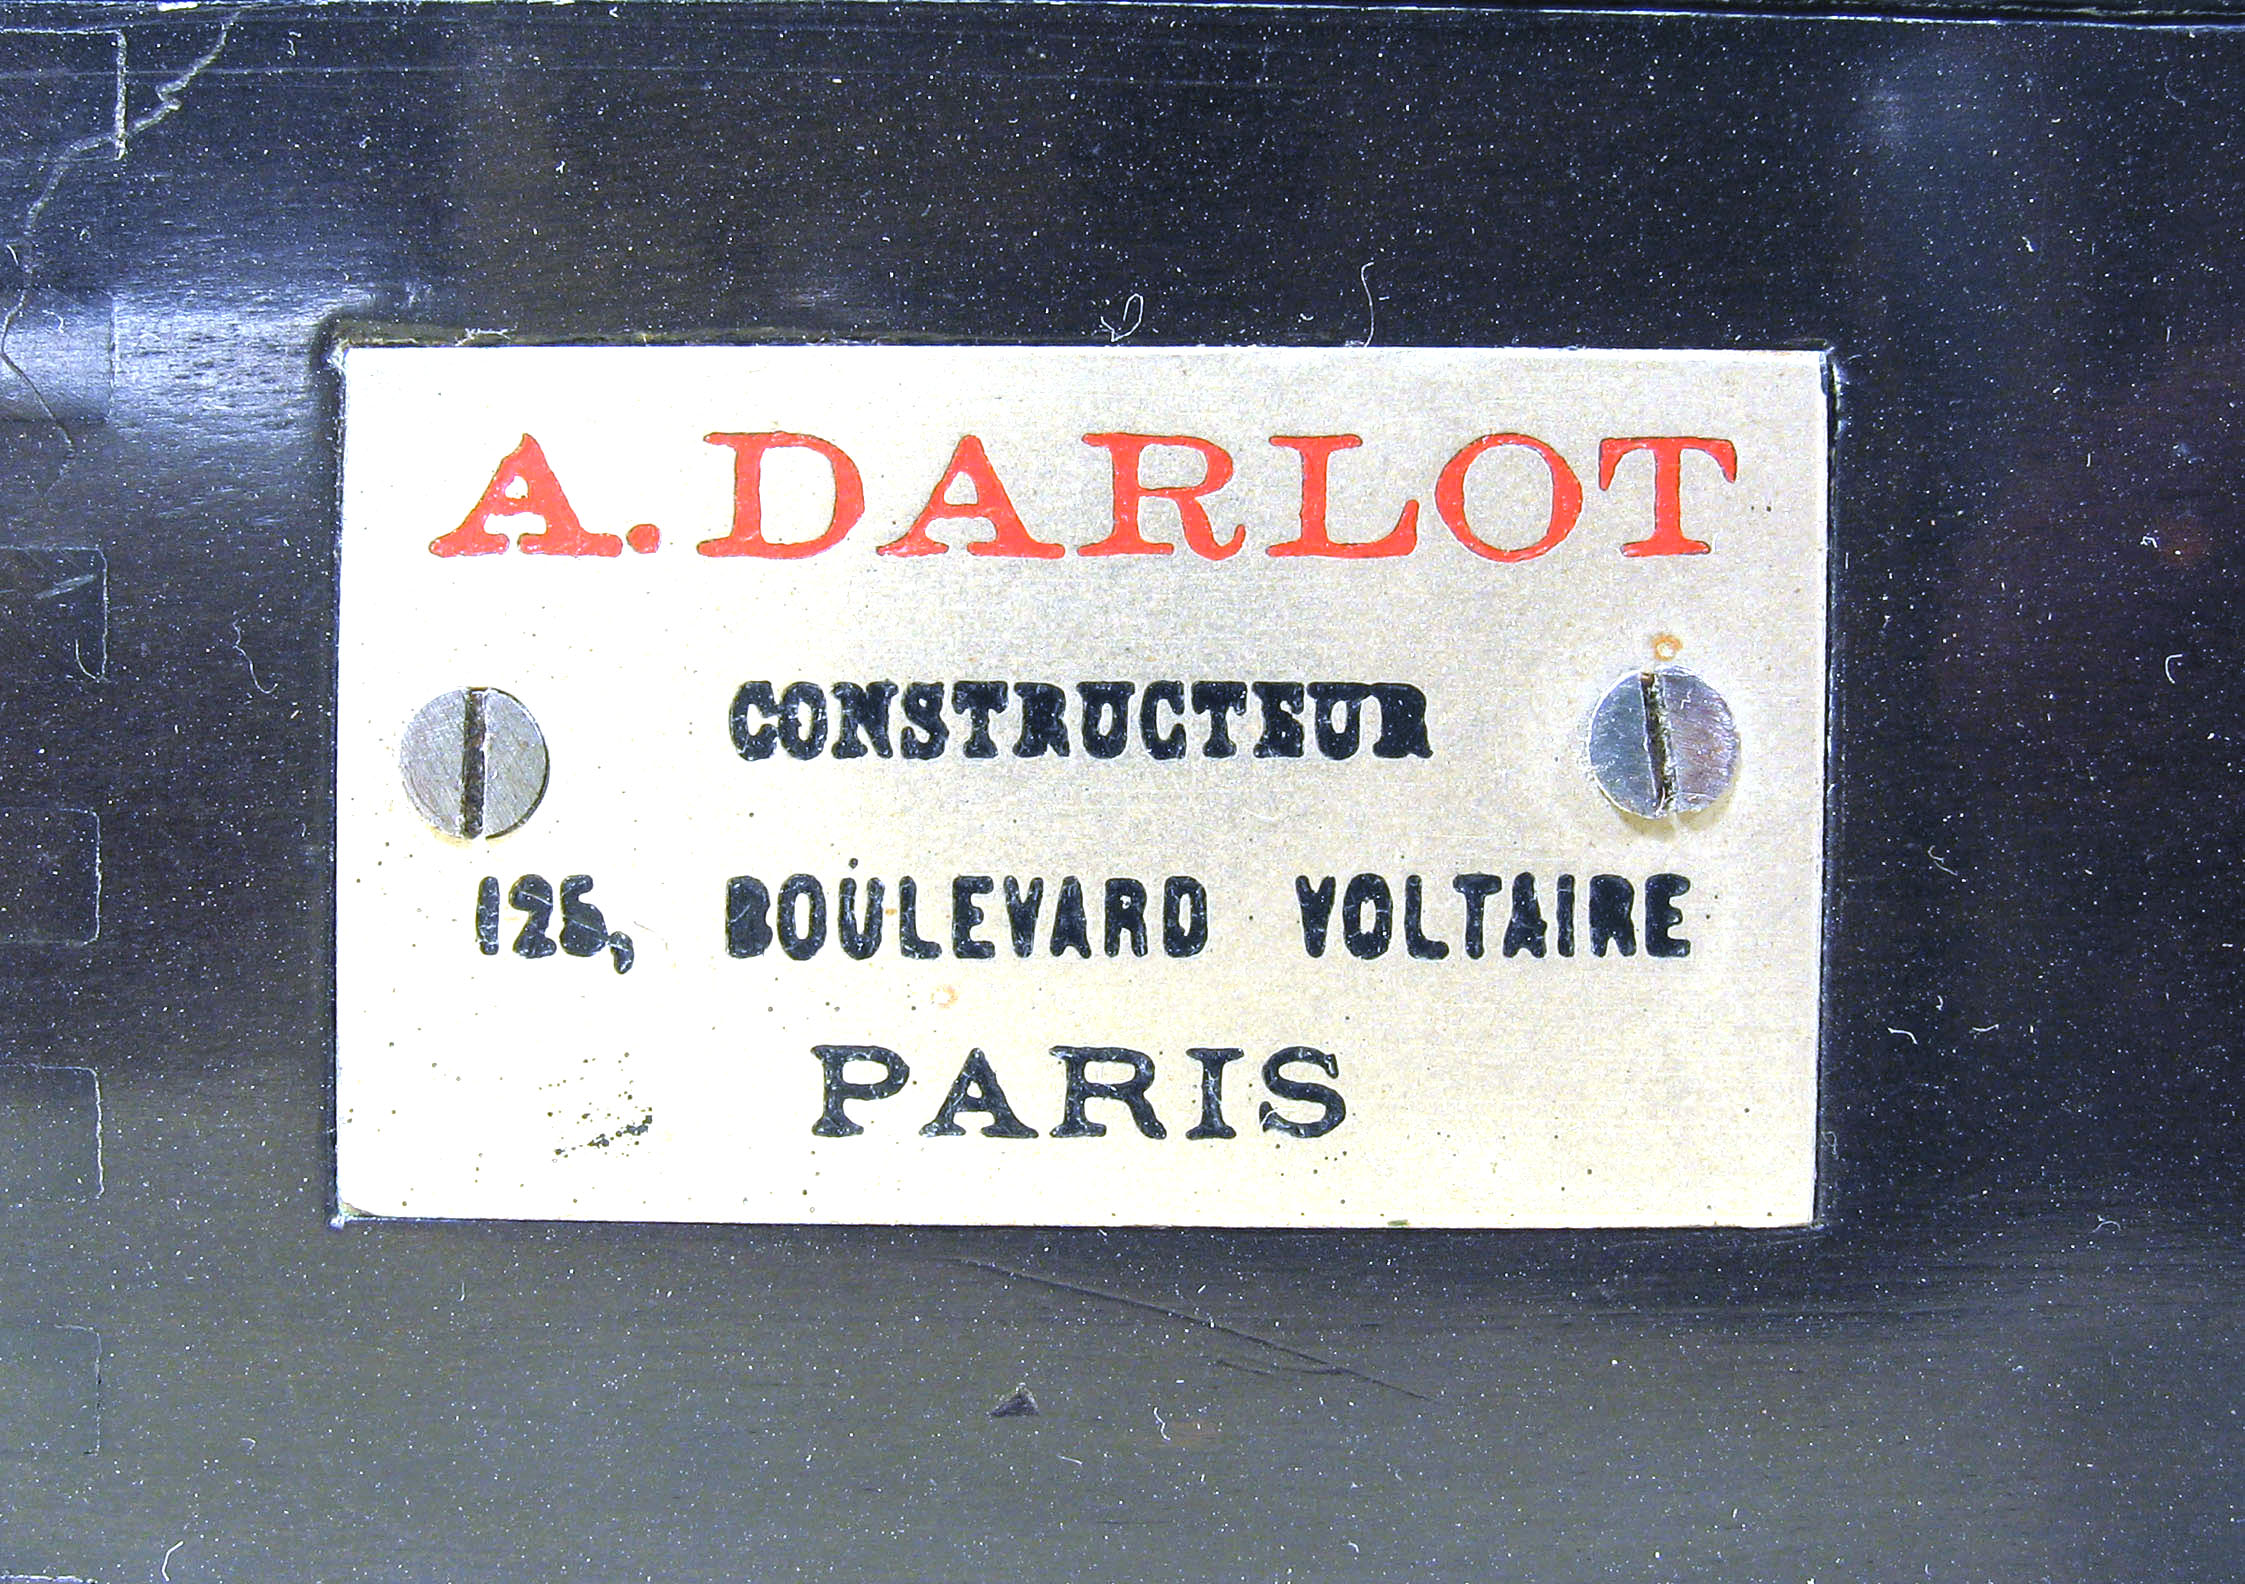 A. DARLOT
CONSTRUCTEUR
125, BOULEVARD VOLTAIRE
PARIS